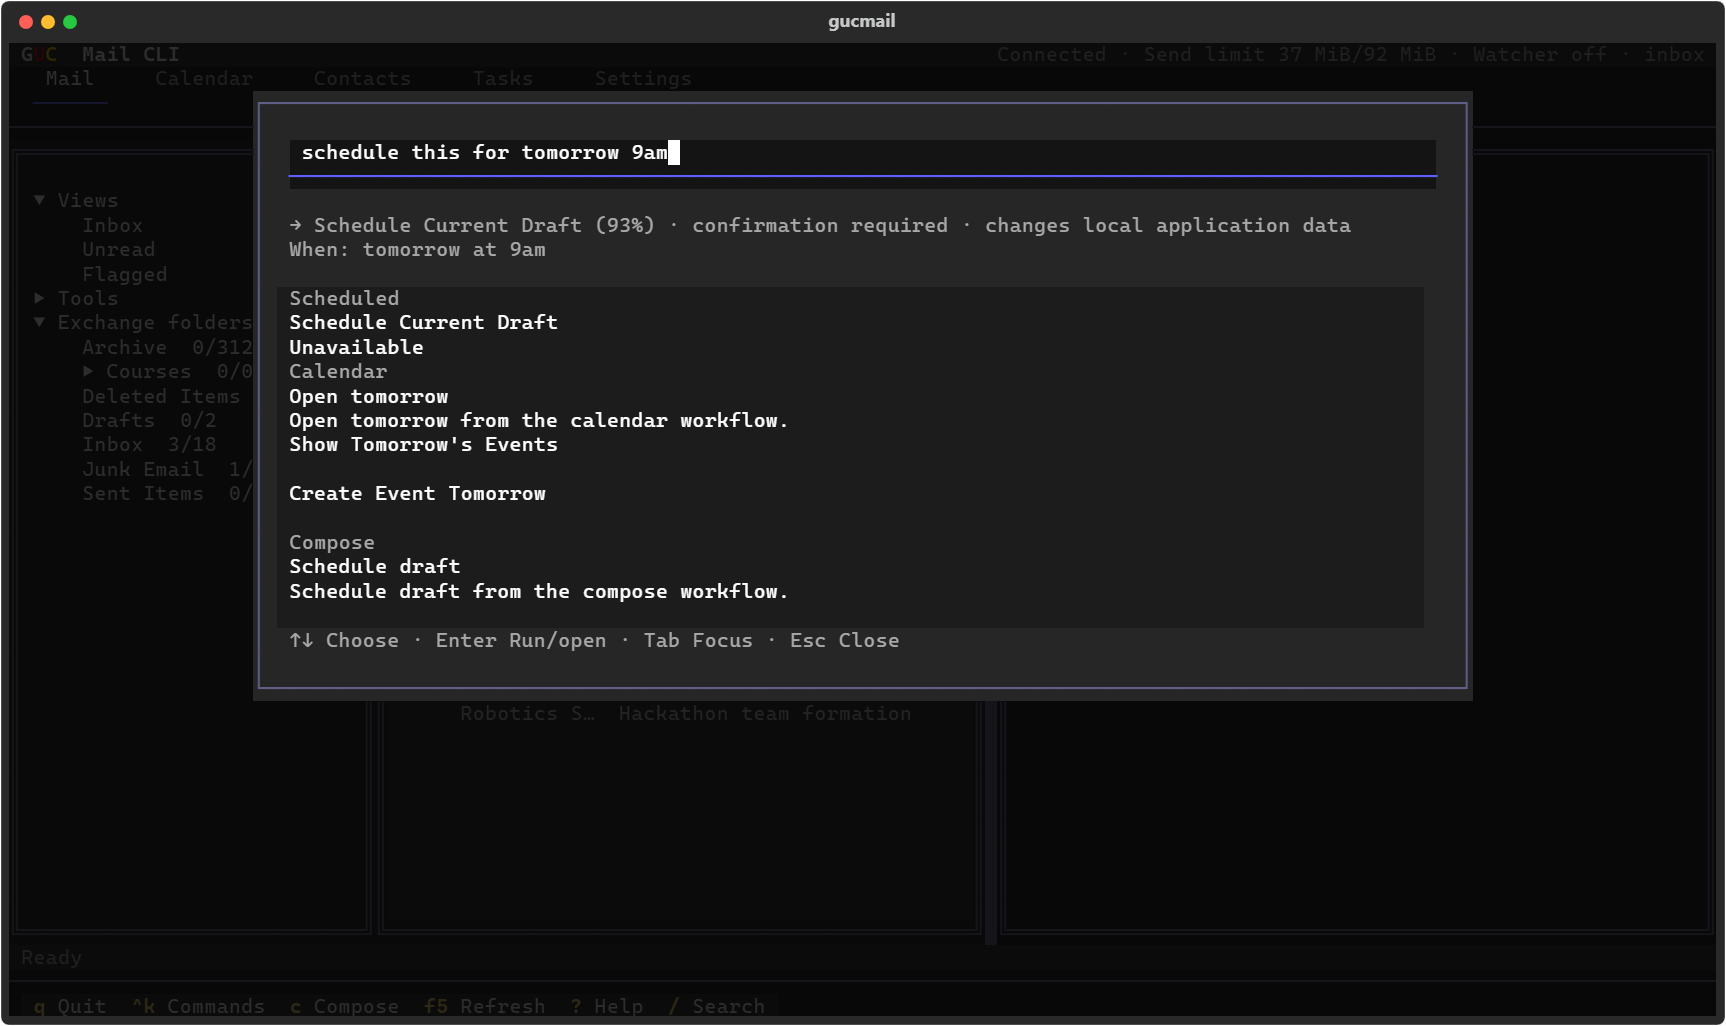 gucmail
GUC Mail CLI
Connected · Send limit 37 MiB/92 MiB · Watcher off · inbox
Mail Calendar Contacts Tasks Settings
schedule this for tomorrow 9am
→ Schedule Current Draft (93%) · confirmation required · changes local application data
When: tomorrow at 9am
Scheduled
Schedule Current Draft
Unavailable
Calendar
Open tomorrow
Open tomorrow from the calendar workflow.
Show Tomorrow's Events
Create Event Tomorrow
Compose
Schedule draft
Schedule draft from the compose workflow.
↑↓ Choose · Enter Run/open · Tab Focus · Esc Close
▼ Views
Inbox
Unread
Flagged
▶ Tools
▼ Exchange folders
Archive 0/312
▶ Courses 0/0
Deleted Items
Drafts 0/2
Inbox 3/18
Junk Email 1/
Sent Items 0/
Robotics S… Hackathon team formation
Ready
q Quit ^k Commands c Compose f5 Refresh ? Help / Search